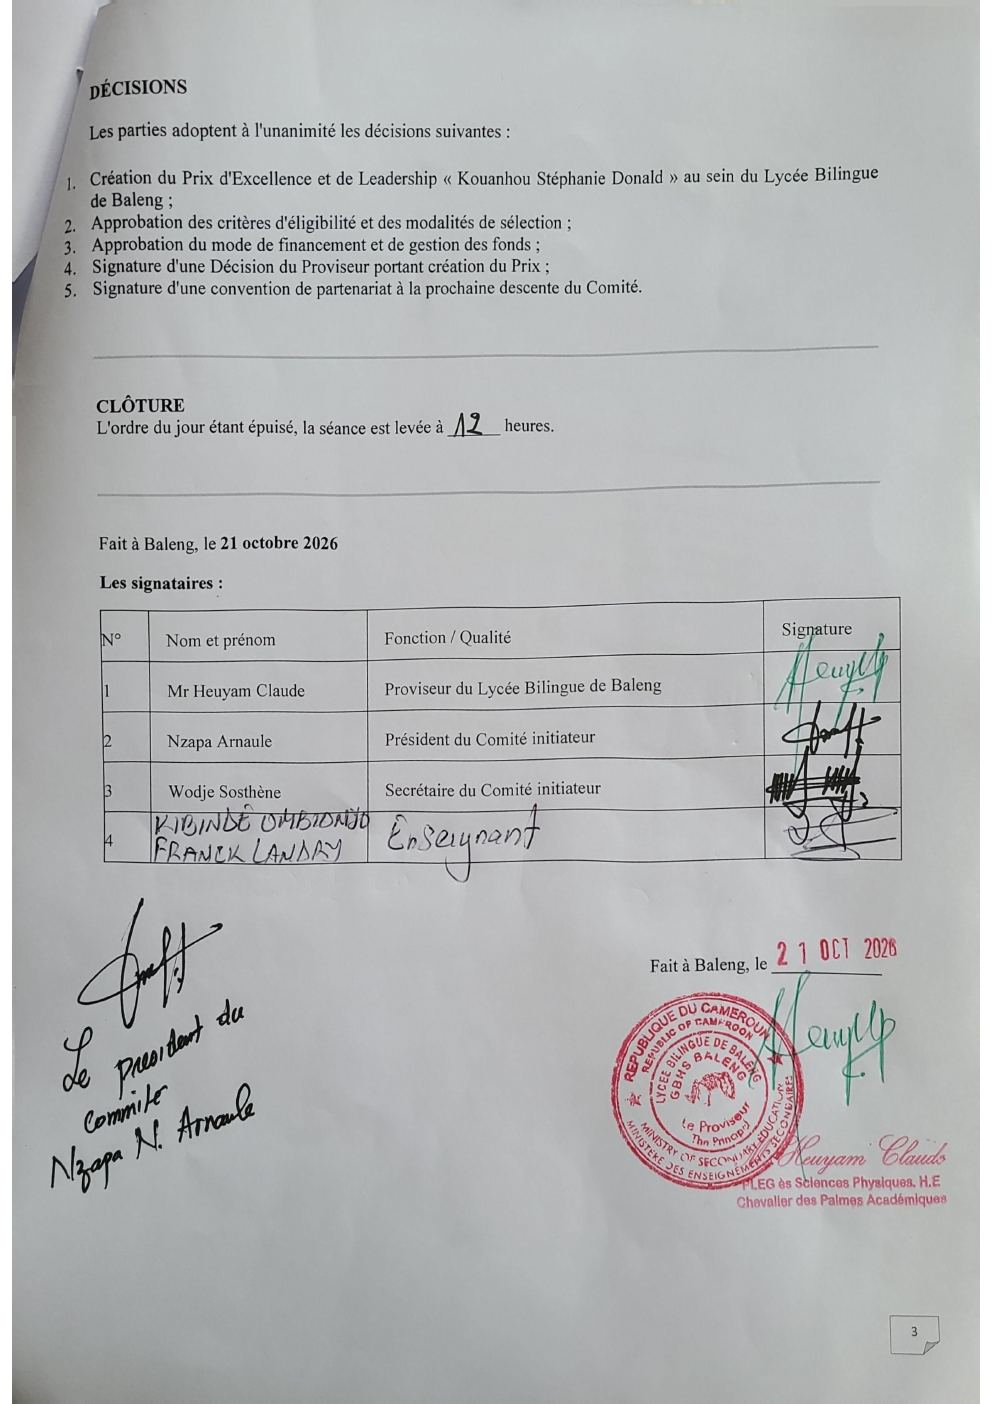 DÉCISIONS
Les parties adoptent à l'unanimité les décisions suivantes :
1. Création du Prix d'Excellence et de Leadership « Kouanhou Stéphanie Donald » au sein du Lycée Bilingue
de Baleng ;
2. Approbation des critères d'éligibilité et des modalités de sélection ;
3. Approbation du mode de financement et de gestion des fonds ;
4. Signature d'une Décision du Proviseur portant création du Prix ;
5. Signature d'une convention de partenariat à la prochaine descente du Comité.
CLÔTURE
L'ordre du jour étant épuisé, la séance est levée à 12 heures.
Fait à Baleng, le 21 octobre 2026
Les signataires :
N° Nom et prénom Fonction / Qualité Signature
1 Mr Heuyam Claude Proviseur du Lycée Bilingue de Baleng
2 Nzapa Arnaule Président du Comité initiateur
3 Wodje Sosthène Secrétaire du Comité initiateur
4 KIBINDÉ OMBIONJO
FRANCK LANDRY Enseignant
Fait à Baleng, le 21 OCT 2026
Le president du
Commité
Nzapa N. Arnaule
REPUBLIQUE DU CAMEROUN
REPUBLIC OF CAMEROON
LYCEE BILINGUE DE BALENG
GBHS BALENG
Le Proviseur
The Principal
MINISTRY OF SECONDARY EDUCATION
MINISTÈRE DES ENSEIGNEMENTS SECONDAIRES
Heuyam Claude
PLEG ès Sciences Physiques. H.E
Chevalier des Palmes Académiques
3